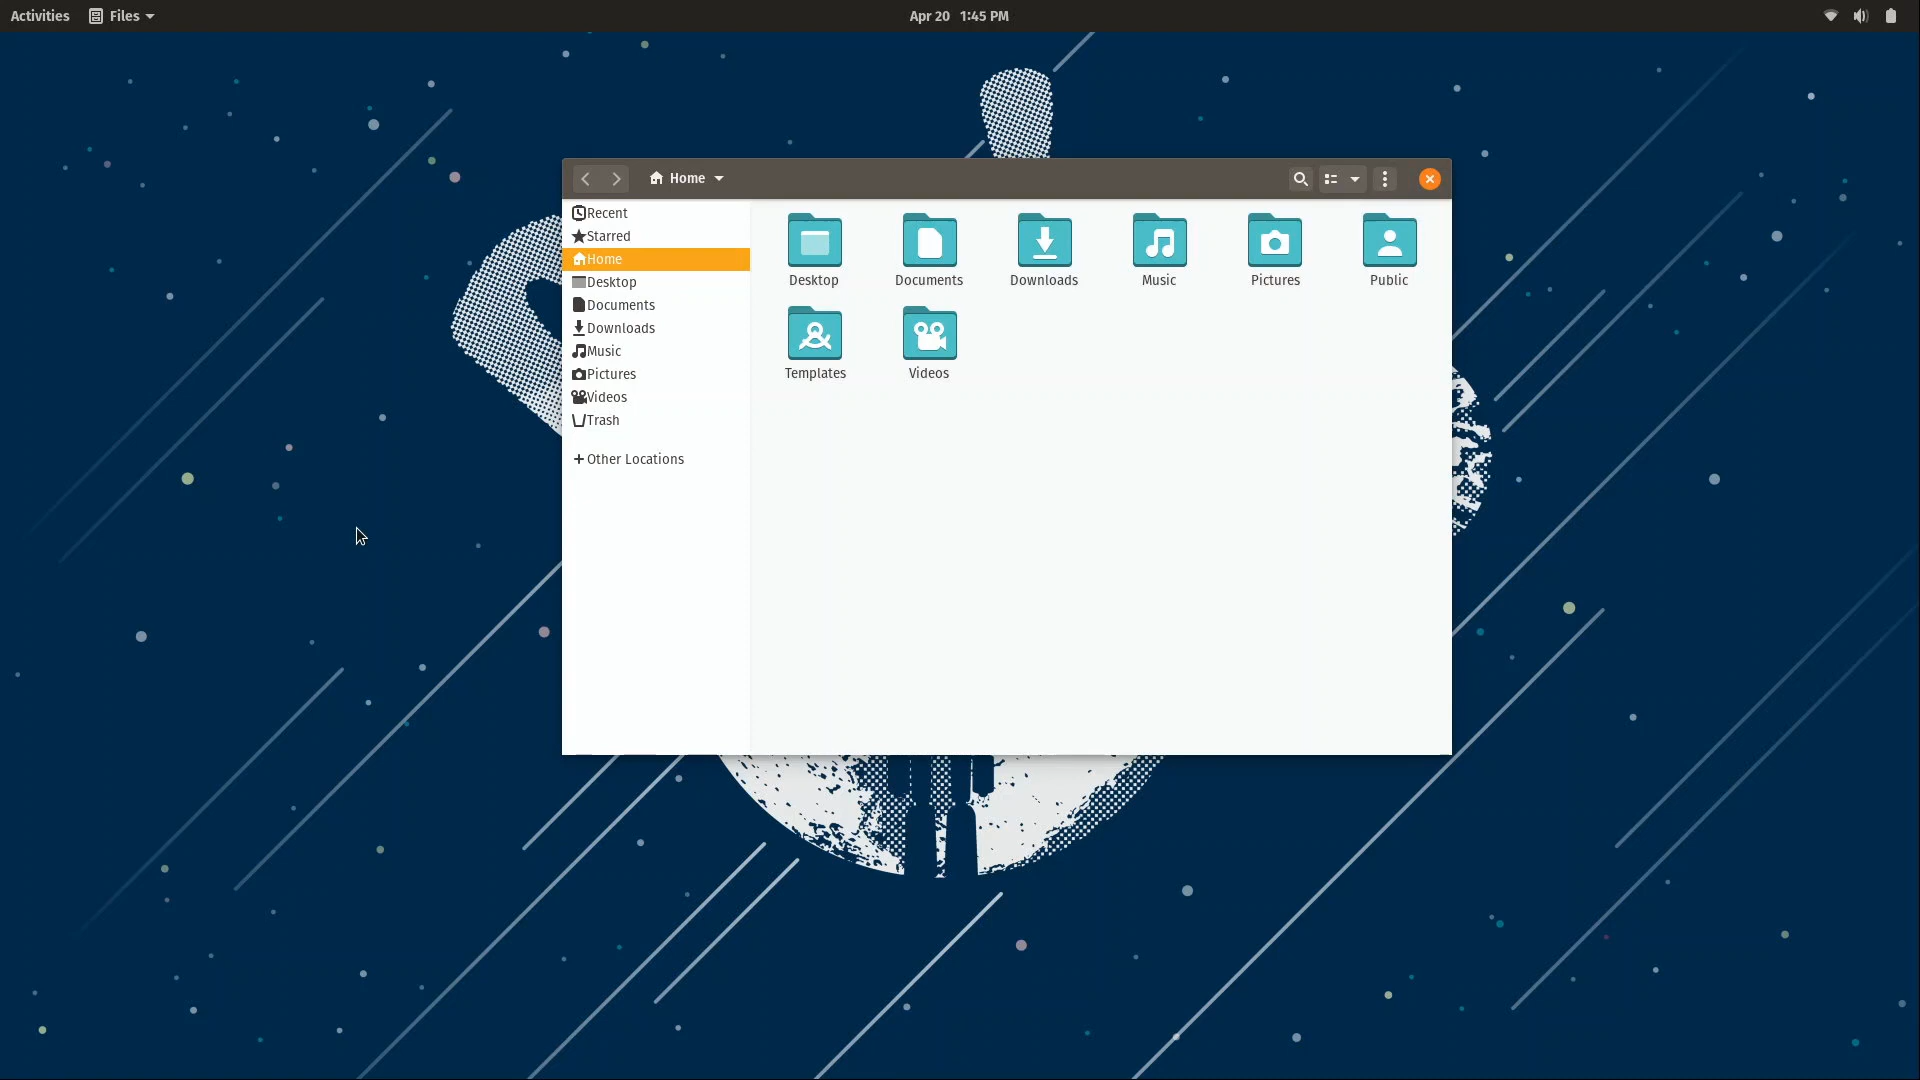 Activities
Files
Apr 20 1:45 PM
Home
Recent
Starred
Home
Desktop
Documents
Downloads
Music
Pictures
Videos
Trash
Other Locations
Desktop
Documents
Downloads
Music
Pictures
Public
Templates
Videos